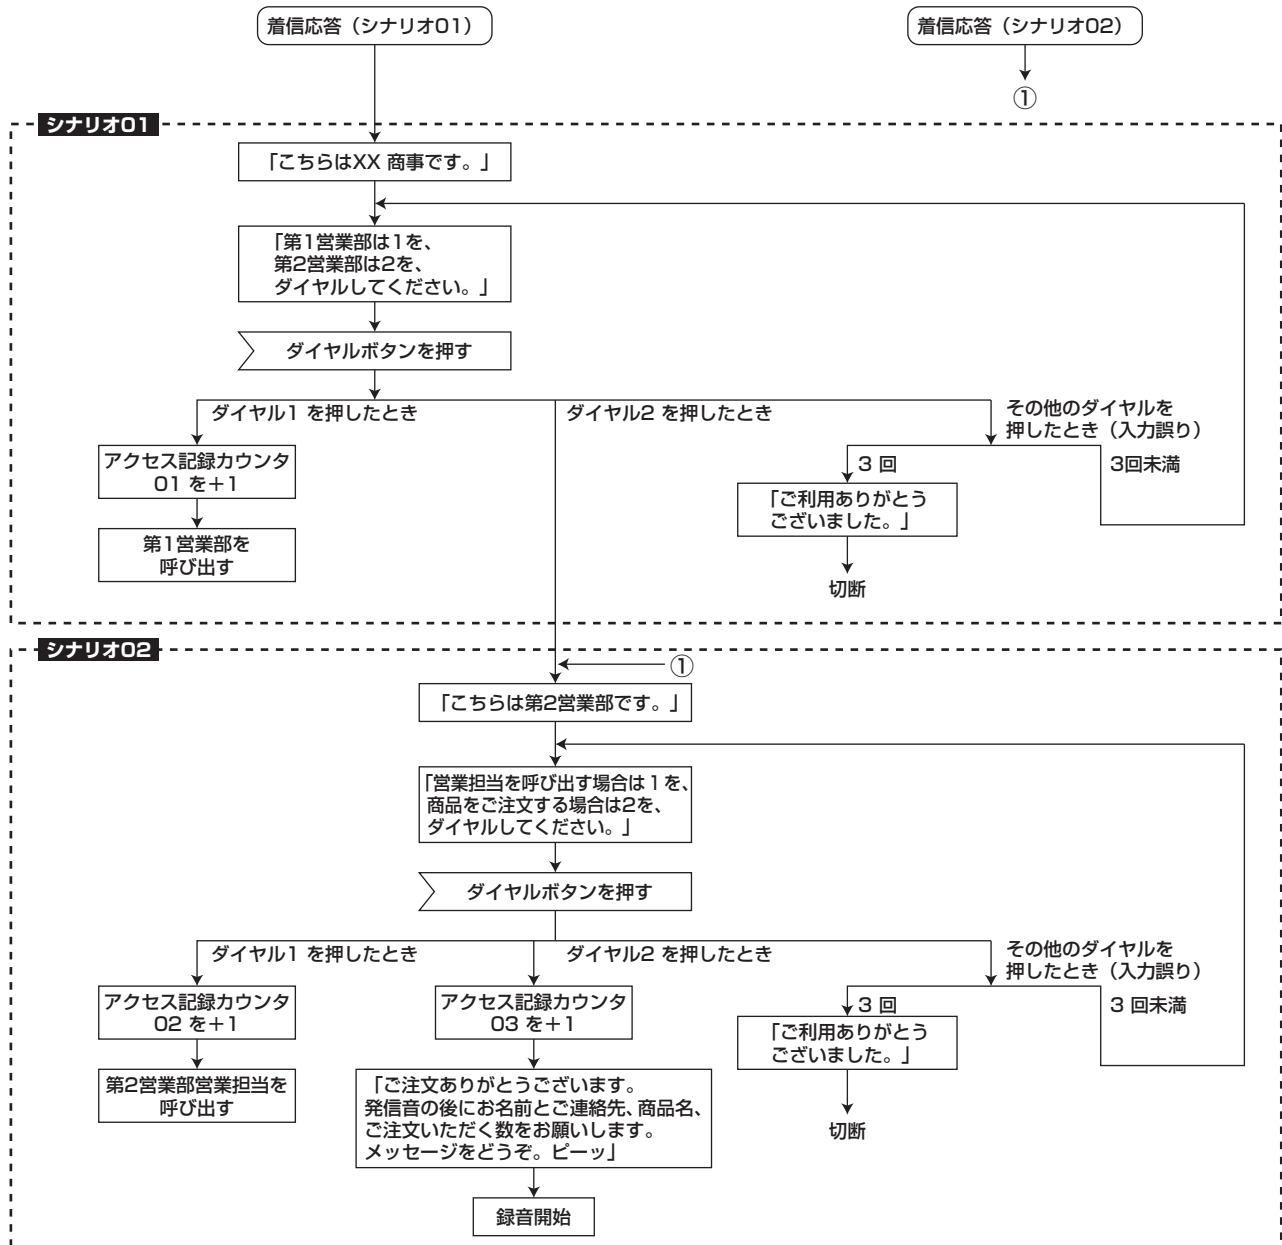 着信応答（シナリオ01）
着信応答（シナリオ02）
①
シナリオ01
「こちらはXX 商事です。」
「第1営業部は1を、
第2営業部は2を、
ダイヤルしてください。」
ダイヤルボタンを押す
ダイヤル1 を押したとき
ダイヤル2 を押したとき
その他のダイヤルを
押したとき（入力誤り）
アクセス記録カウンタ
01 を＋1
3 回
3回未満
「ご利用ありがとう
ございました。」
第1営業部を
呼び出す
切断
シナリオ02
①
「こちらは第2営業部です。」
「営業担当を呼び出す場合は１を、
商品をご注文する場合は2を、
ダイヤルしてください。」
ダイヤルボタンを押す
ダイヤル1 を押したとき
ダイヤル2 を押したとき
その他のダイヤルを
押したとき（入力誤り）
アクセス記録カウンタ
02 を＋1
アクセス記録カウンタ
03 を＋1
3 回
3 回未満
「ご利用ありがとう
ございました。」
第2営業部営業担当を
呼び出す
「ご注文ありがとうございます。
発信音の後にお名前とご連絡先、商品名、
ご注文いただく数をお願いします。
メッセージをどうぞ。ピーッ」
切断
録音開始